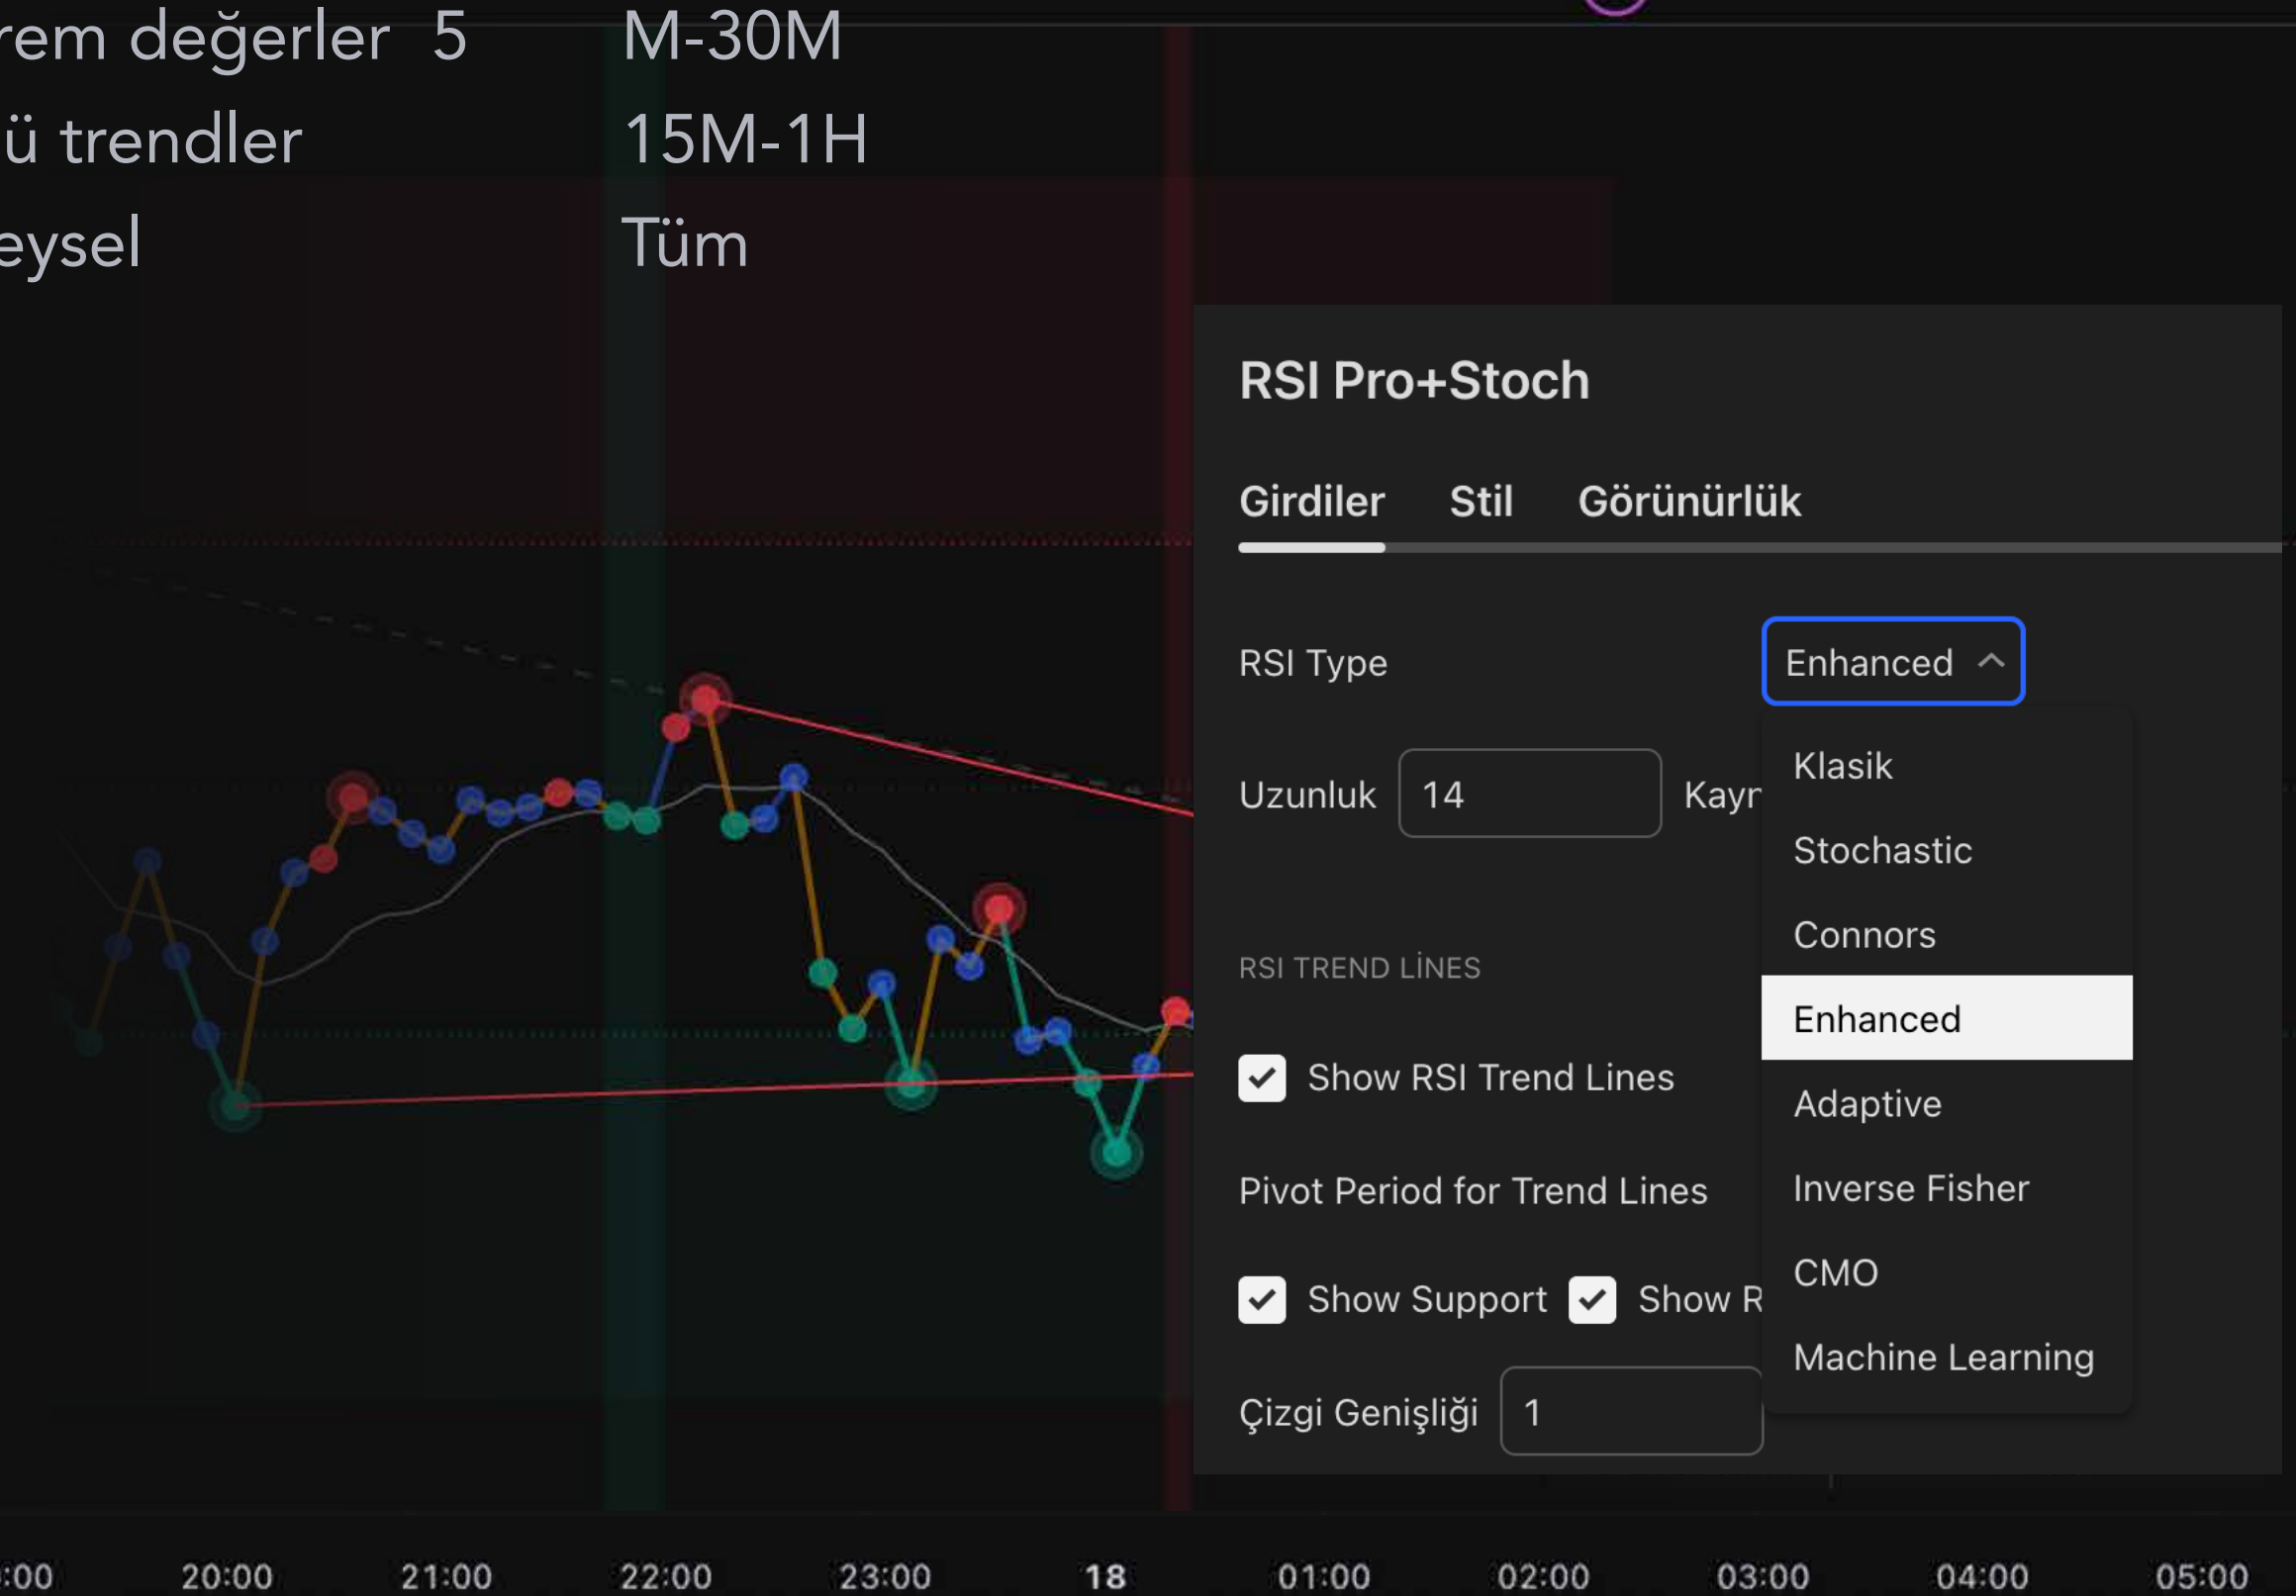 rem değerler 5 M-30M
ü trendler 15M-1H
eysel Tüm
RSI Pro+Stoch
Girdiler Stil Görünürlük
RSI Type Enhanced
Klasik
Uzunluk 14 Kayn
Stochastic
Connors
RSI TREND LİNES
Enhanced
Show RSI Trend Lines
Adaptive
Pivot Period for Trend Lines
Inverse Fisher
CMO
Show Support Show R
Machine Learning
Çizgi Genişliği 1
:00 20:00 21:00 22:00 23:00 18 01:00 02:00 03:00 04:00 05:00